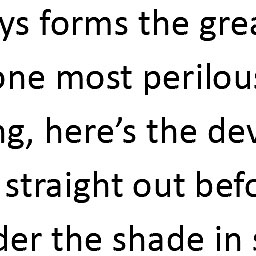 ys forms the grea
one most perilous
ng, here’s the dev
straight out befo
der the shade in s